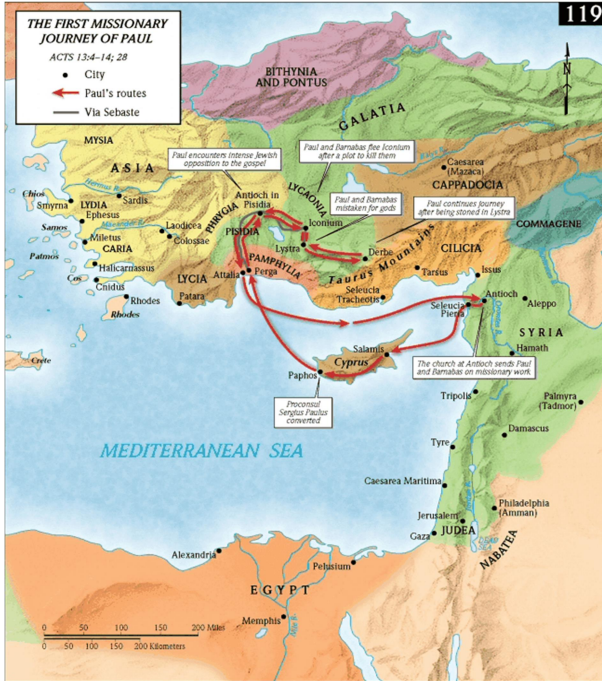 119
THE FIRST MISSIONARY
JOURNEY OF PAUL
ACTS 13:4–14; 28
City
Paul's routes
Via Sebaste
N
BITHYNIA
AND PONTUS
GALATIA
MYSIA
ASIA
Paul encounters intense Jewish
opposition to the gospel
Paul and Barnabas flee Iconium
after a plot to kill them
Caesarea
(Mazaca)
CAPPADOCIA
Chios
Smyrna
LYDIA
Sardis
Ephesus
PHRYGIA
Antioch in
Pisidia
LYCAONIA
Paul and Barnabas
mistaken for gods
Paul continues journey
after being stoned in Lystra
COMMAGENE
Samos
Miletus
Laodicea
Colossae
PISIDIA
Iconium
CARIA
Lystra
Derbe
CILICIA
Patmos
Halicarnassus
PAMPHYLIA
Taurus Mountains
Cos
Cnidus
LYCIA
Attalia
Perga
Tarsus
Issus
Rhodes
Patara
Seleucia
Tracheotis
Rhodes
Seleucia
Pieria
Antioch
Aleppo
SYRIA
Crete
Salamis
Cyprus
Hamath
Paphos
The church at Antioch sends Paul
and Barnabas on missionary work
Proconsul
Sergius Paulus
converted
Tripolis
Palmyra
(Tadmor)
MEDITERRANEAN SEA
Damascus
Tyre
Caesarea Maritima
Philadelphia
(Amman)
Jerusalem
Gaza
JUDEA
NABATEA
Alexandria
Pelusium
EGYPT
Memphis
0 50 100 150 200 Miles
0 50 100 150 200 Kilometers